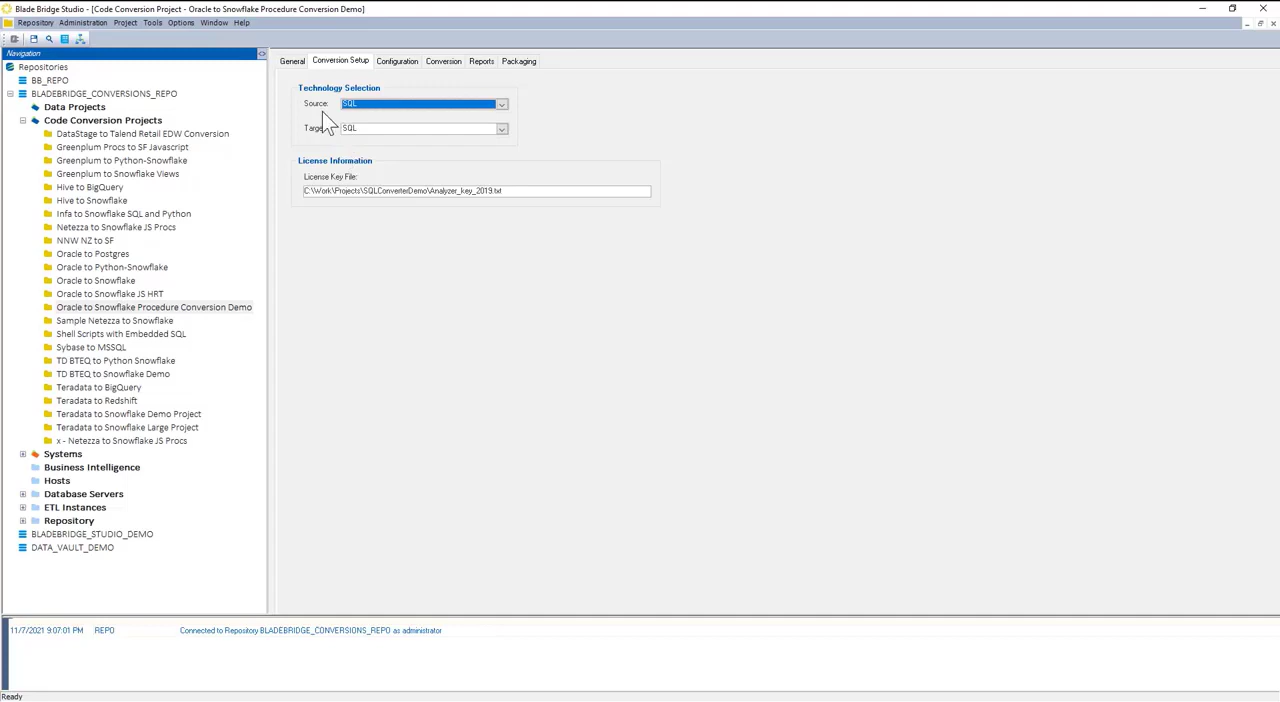 Blade Bridge Studio - [Code Conversion Project - Oracle to Snowflake Procedure Conversion Demo]
Repository Administration Project Tools Options Window Help
Navigation
Repositories
BB_REPO
BLADEBRIDGE_CONVERSIONS_REPO
Data Projects
Code Conversion Projects
DataStage to Talend Retail EDW Conversion
Greenplum Procs to SF Javascript
Greenplum to Python-Snowflake
Greenplum to Snowflake Views
Hive to BigQuery
Hive to Snowflake
Infa to Snowflake SQL and Python
Netezza to Snowflake JS Procs
NNW NZ to SF
Oracle to Postgres
Oracle to Python-Snowflake
Oracle to Snowflake
Oracle to Snowflake JS HRT
Oracle to Snowflake Procedure Conversion Demo
Sample Netezza to Snowflake
Shell Scripts with Embedded SQL
Sybase to MSSQL
TD BTEQ to Python Snowflake
TD BTEQ to Snowflake Demo
Teradata to BigQuery
Teradata to Redshift
Teradata to Snowflake Demo Project
Teradata to Snowflake Large Project
x - Netezza to Snowflake JS Procs
Systems
Business Intelligence
Hosts
Database Servers
ETL Instances
Repository
BLADEBRIDGE_STUDIO_DEMO
DATA_VAULT_DEMO
General Conversion Setup Configuration Conversion Reports Packaging
Technology Selection
Source: SQL
SQL
License Information
License Key File:
C:\Work\Projects\SQLConverterDemo\Analyzer_key_2019.txt
11/7/2021 9:07:01 PM REPO Connected to Repository BLADEBRIDGE_CONVERSIONS_REPO as administrator
Ready